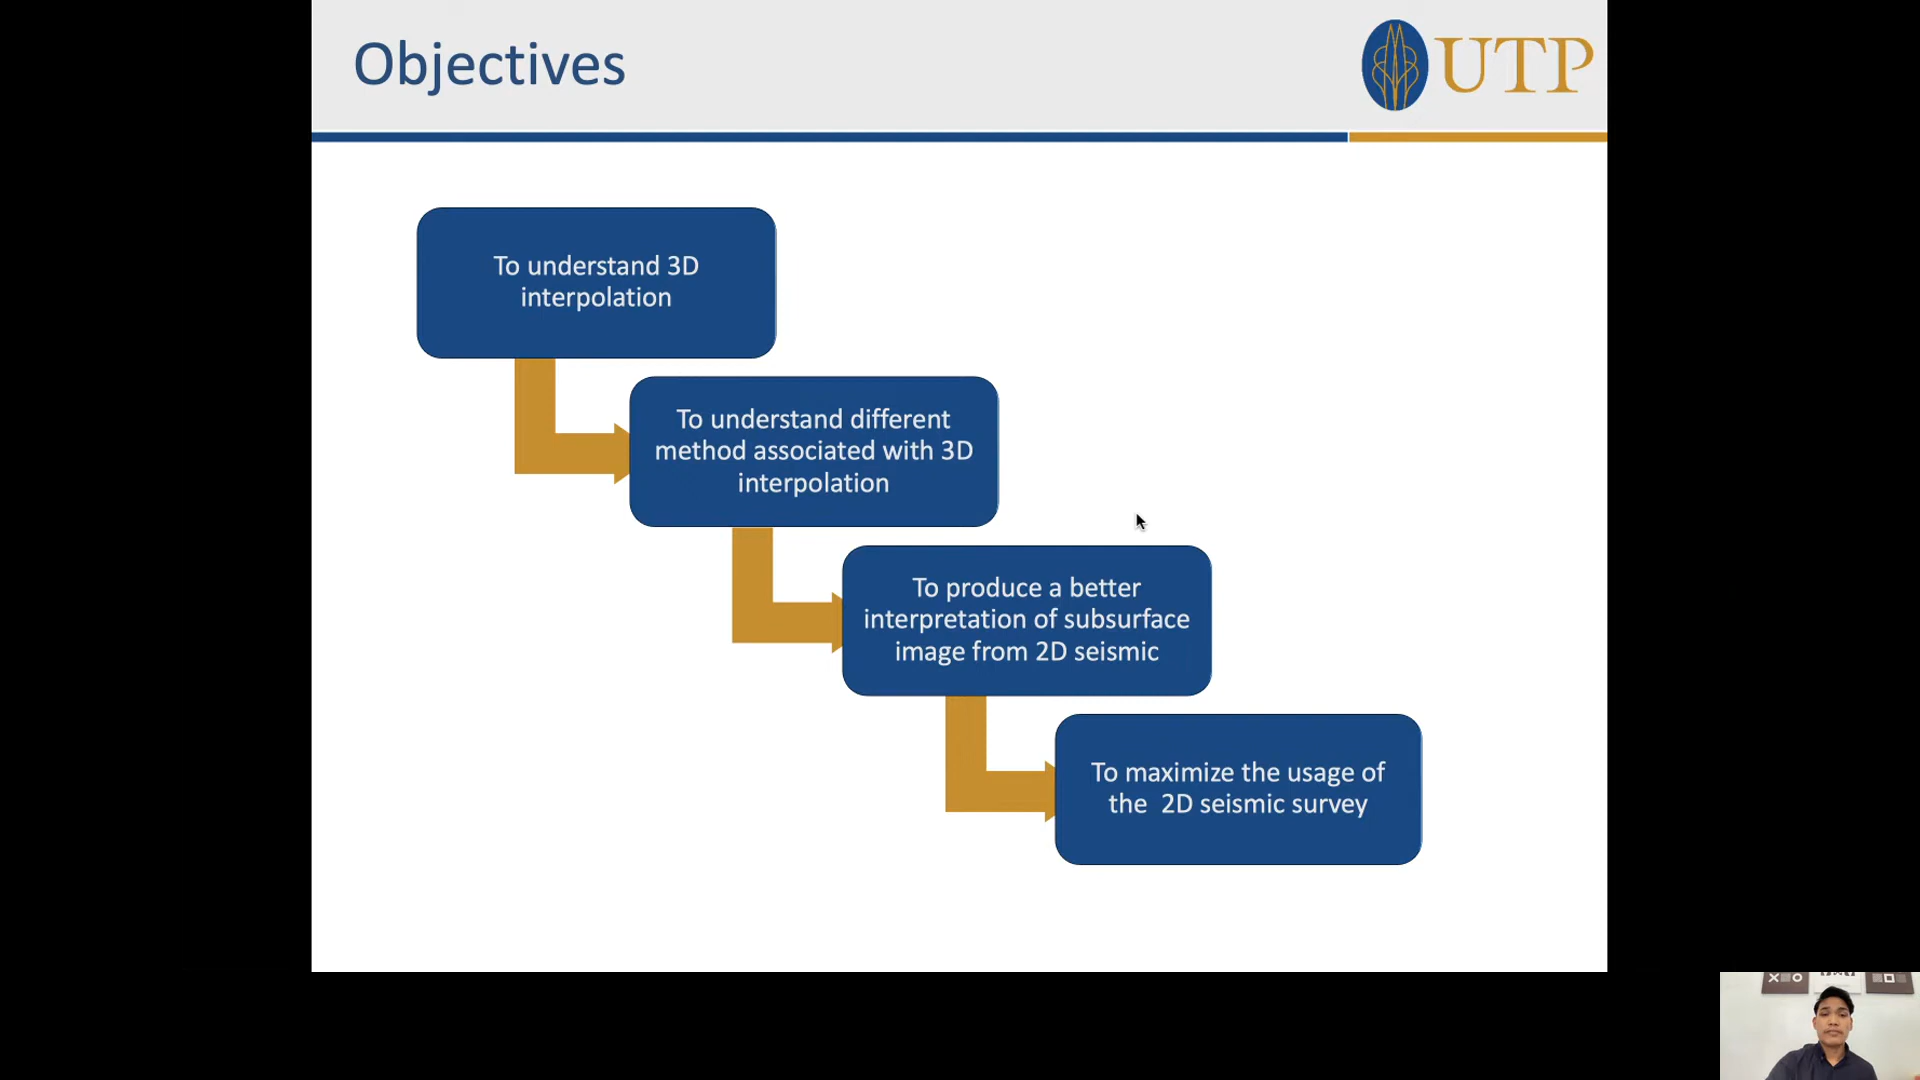 Objectives
UTP
To understand 3D
interpolation
To understand different
method associated with 3D
interpolation
To produce a better
interpretation of subsurface
image from 2D seismic
To maximize the usage of
the  2D seismic survey